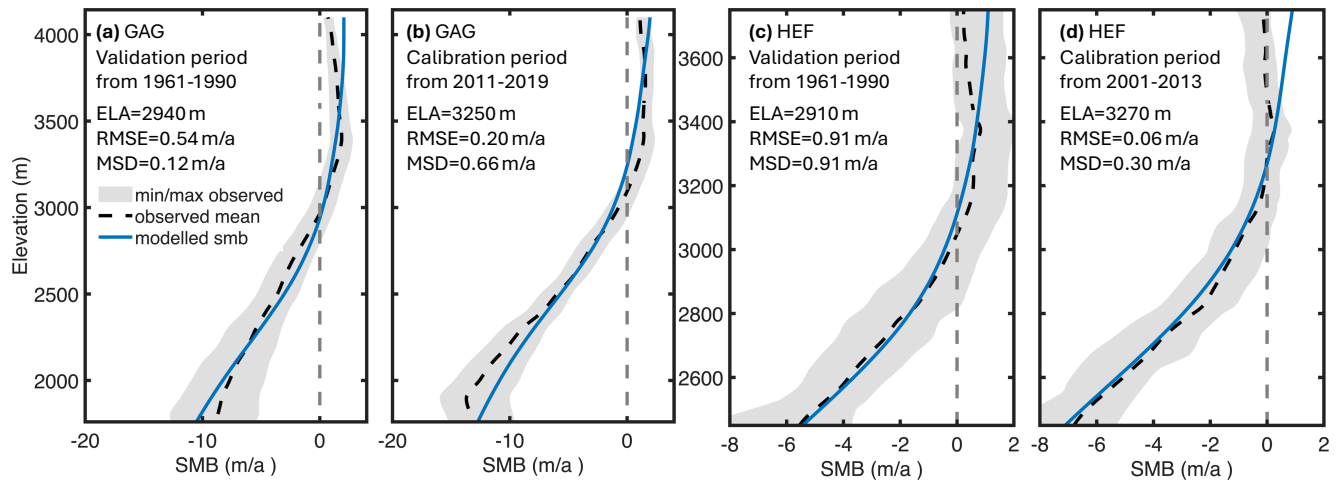 (a) GAG
Validation period
from 1961-1990
ELA=2940 m
RMSE=0.54 m/a
MSD=0.12 m/a
min/max observed
observed mean
modelled smb
(b) GAG
Calibration period
from 2011-2019
ELA=3250 m
RMSE=0.20 m/a
MSD=0.66 m/a
(c) HEF
Validation period
from 1961-1990
ELA=2910 m
RMSE=0.91 m/a
MSD=0.91 m/a
(d) HEF
Calibration period
from 2001-2013
ELA=3270 m
RMSE=0.06 m/a
MSD=0.30 m/a
Elevation (m)
4000
3500
3000
2500
2000
3600
3400
3200
3000
2800
2600
-20 -10 0
SMB (m/a )
-20 -10 0
SMB (m/a )
-8 -6 -4 -2 0 2
SMB (m/a )
-8 -6 -4 -2 0 2
SMB (m/a )